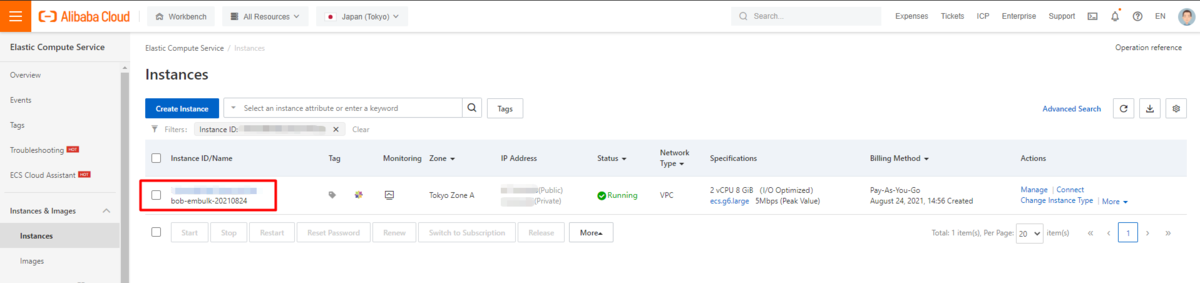 Alibaba Cloud
Workbench
All Resources
Japan (Tokyo)
Search...
Expenses
Tickets
ICP
Enterprise
Support
EN
Elastic Compute Service
Overview
Events
Tags
Troubleshooting HOT
ECS Cloud Assistant HOT
Instances & Images
Instances
Images
Elastic Compute Service / Instances
Operation reference
Instances
Create Instance
Select an instance attribute or enter a keyword
Tags
Advanced Search
Filters: Instance ID: Clear
Instance ID/Name
Tag
Monitoring
Zone
IP Address
Status
Network Type
Specifications
Billing Method
Actions
bob-embulk-20210824
Tokyo Zone A
(Public)
(Private)
Running
VPC
2 vCPU 8 GiB (I/O Optimized)
ecs.g6.large 5Mbps (Peak Value)
Pay-As-You-Go
August 24, 2021, 14:56 Created
Manage | Connect
Change Instance Type | More
Start
Stop
Restart
Reset Password
Renew
Switch to Subscription
Release
More
Total: 1 item(s), Per Page: 20 item(s)
« ‹ 1 › »